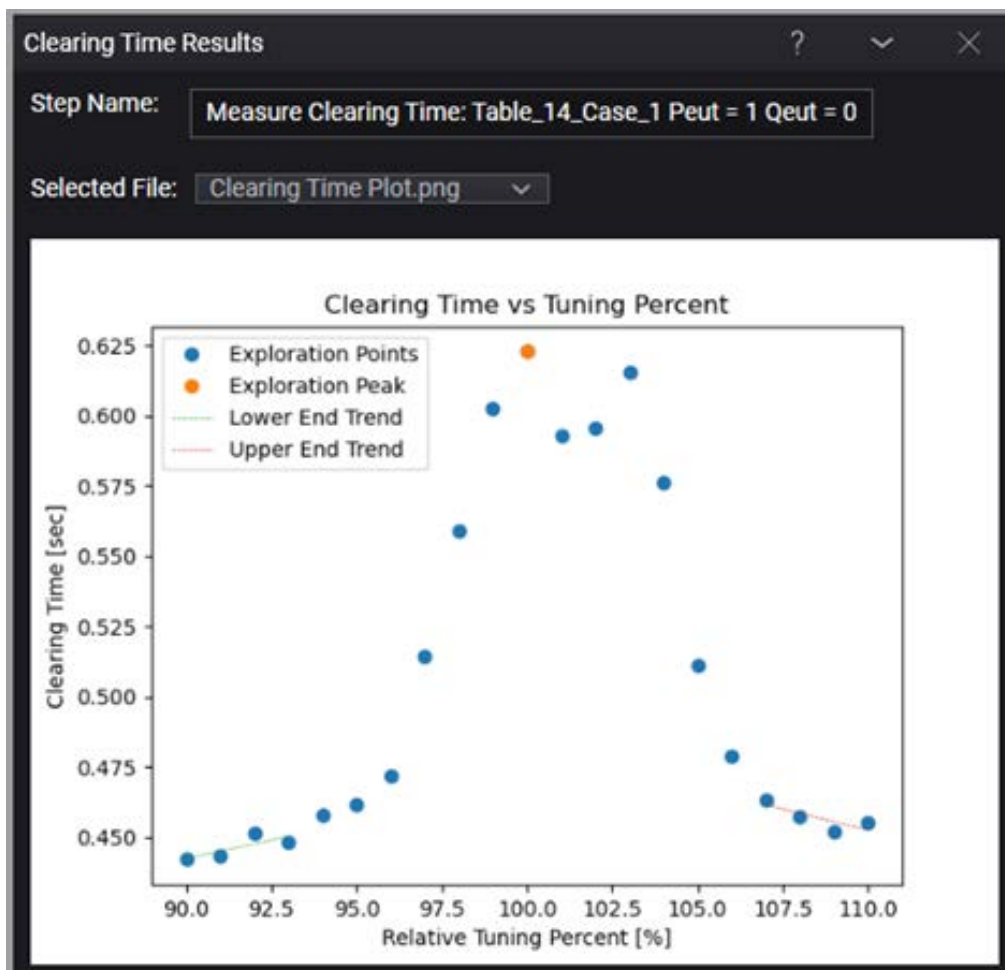 Clearing Time Results ?
Step Name: Measure Clearing Time: Table_14_Case_1 Peut = 1 Qeut = 0
Selected File: Clearing Time Plot.png
Clearing Time vs Tuning Percent
Exploration Points
Exploration Peak
Lower End Trend
Upper End Trend
Clearing Time [sec]
0.625
0.600
0.575
0.550
0.525
0.500
0.475
0.450
90.0 92.5 95.0 97.5 100.0 102.5 105.0 107.5 110.0
Relative Tuning Percent [%]